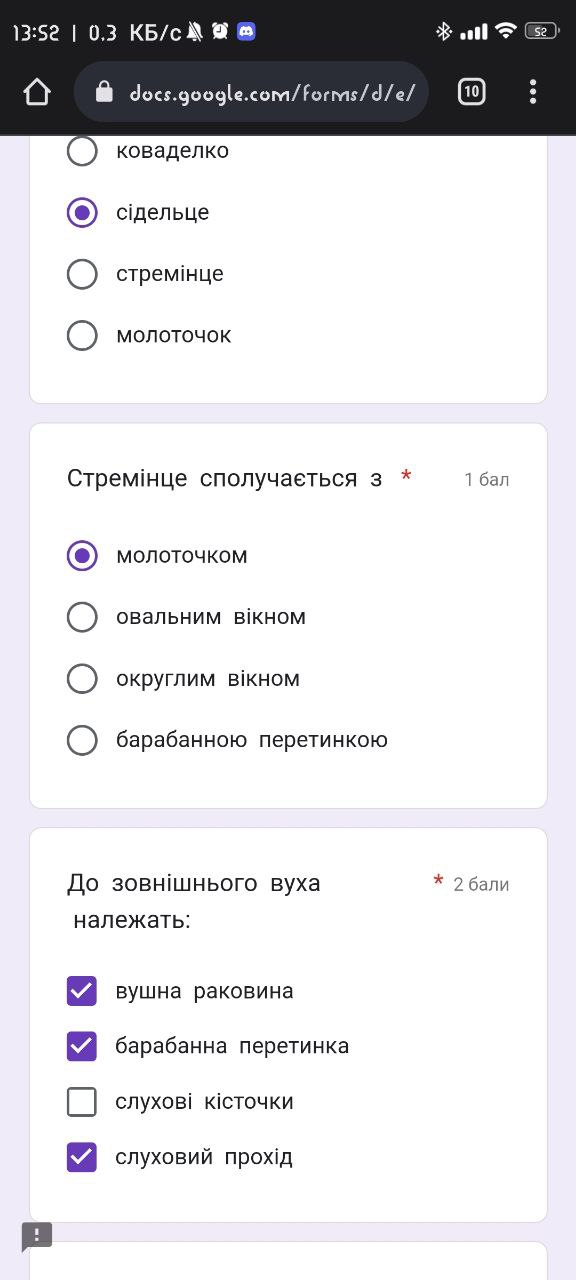 13:52 | 0.3 КБ/с 52
docs.google.com/forms/d/e/ 10
коваделко
сідельце
стремінце
молоточок
Стремінце сполучається з * 1 бал
молоточком
овальним вікном
округлим вікном
барабанною перетинкою
До зовнішнього вуха * 2 бали
належать:
вушна раковина
барабанна перетинка
слухові кісточки
слуховий прохід